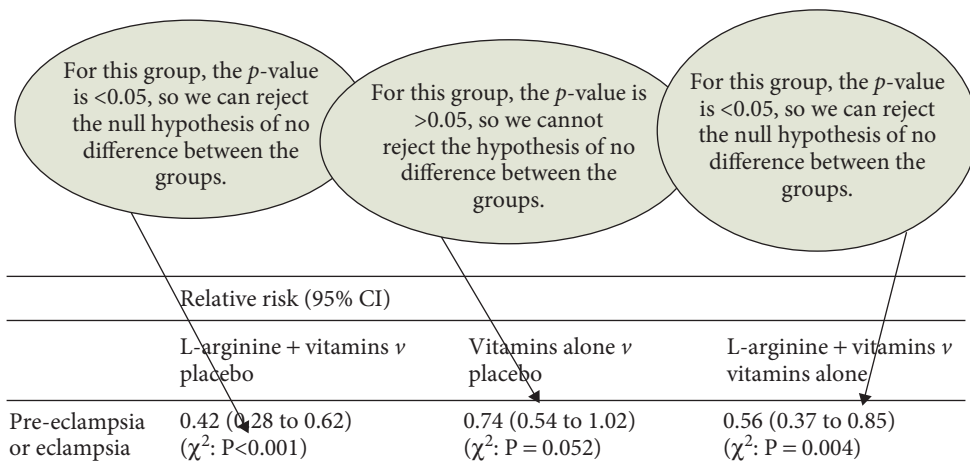 For this group, the p-value
is <0.05, so we can reject
the null hypothesis of no
difference between the
groups.
For this group, the p-value is
>0.05, so we cannot
reject the hypothesis of no
difference between the
groups.
For this group, the p-value
is <0.05, so we can reject
the null hypothesis of no
difference between the
groups.
Relative risk (95% CI)
L-arginine + vitamins v
placebo
Vitamins alone v
placebo
L-arginine + vitamins v
vitamins alone
Pre-eclampsia
or eclampsia
0.42 (0.28 to 0.62)
(χ²: P<0.001)
0.74 (0.54 to 1.02)
(χ²: P = 0.052)
0.56 (0.37 to 0.85)
(χ²: P = 0.004)